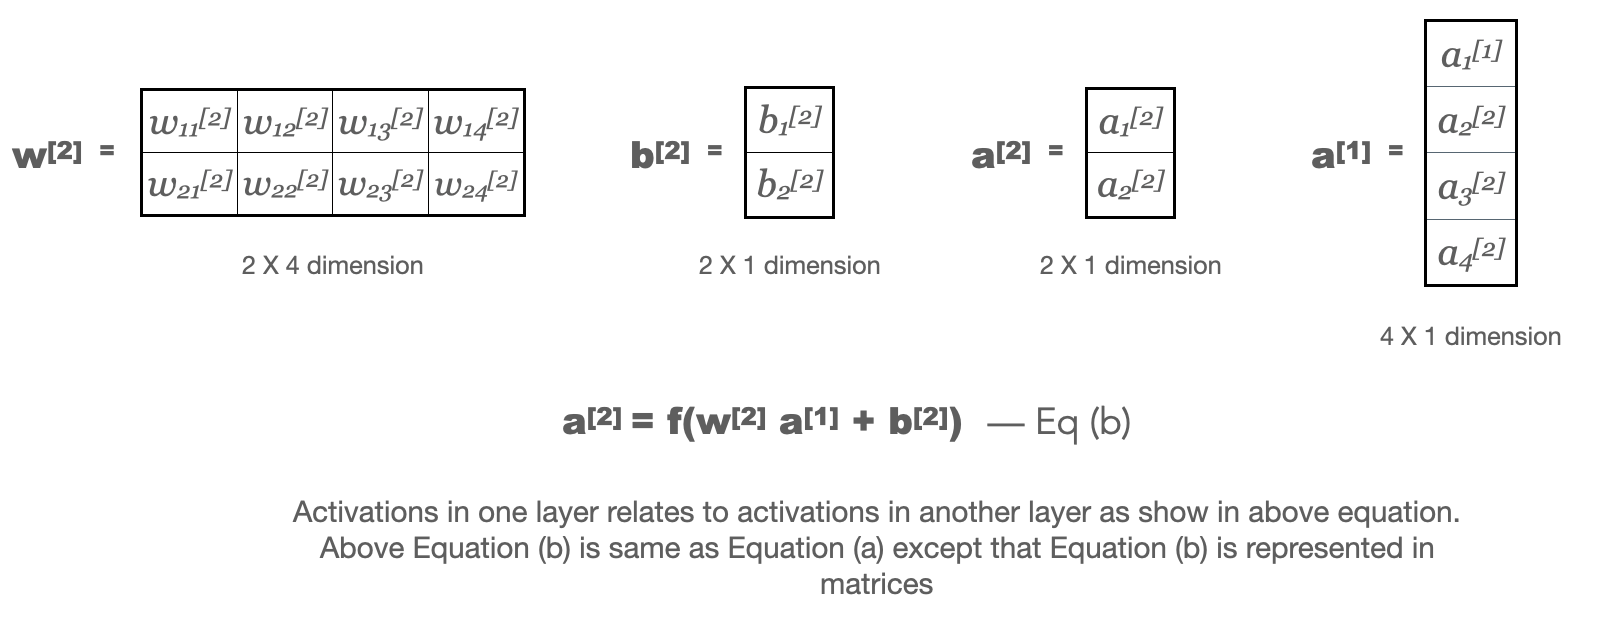 w[2] = w11[2] w12[2] w13[2] w14[2]
w21[2] w22[2] w23[2] w24[2]
2 X 4 dimension
b[2] = b1[2]
b2[2]
2 X 1 dimension
a[2] = a1[2]
a2[2]
2 X 1 dimension
a[1] = a1[1]
a2[2]
a3[2]
a4[2]
4 X 1 dimension
a[2] = f(w[2] a[1] + b[2]) — Eq (b)
Activations in one layer relates to activations in another layer as show in above equation.
Above Equation (b) is same as Equation (a) except that Equation (b) is represented in
matrices